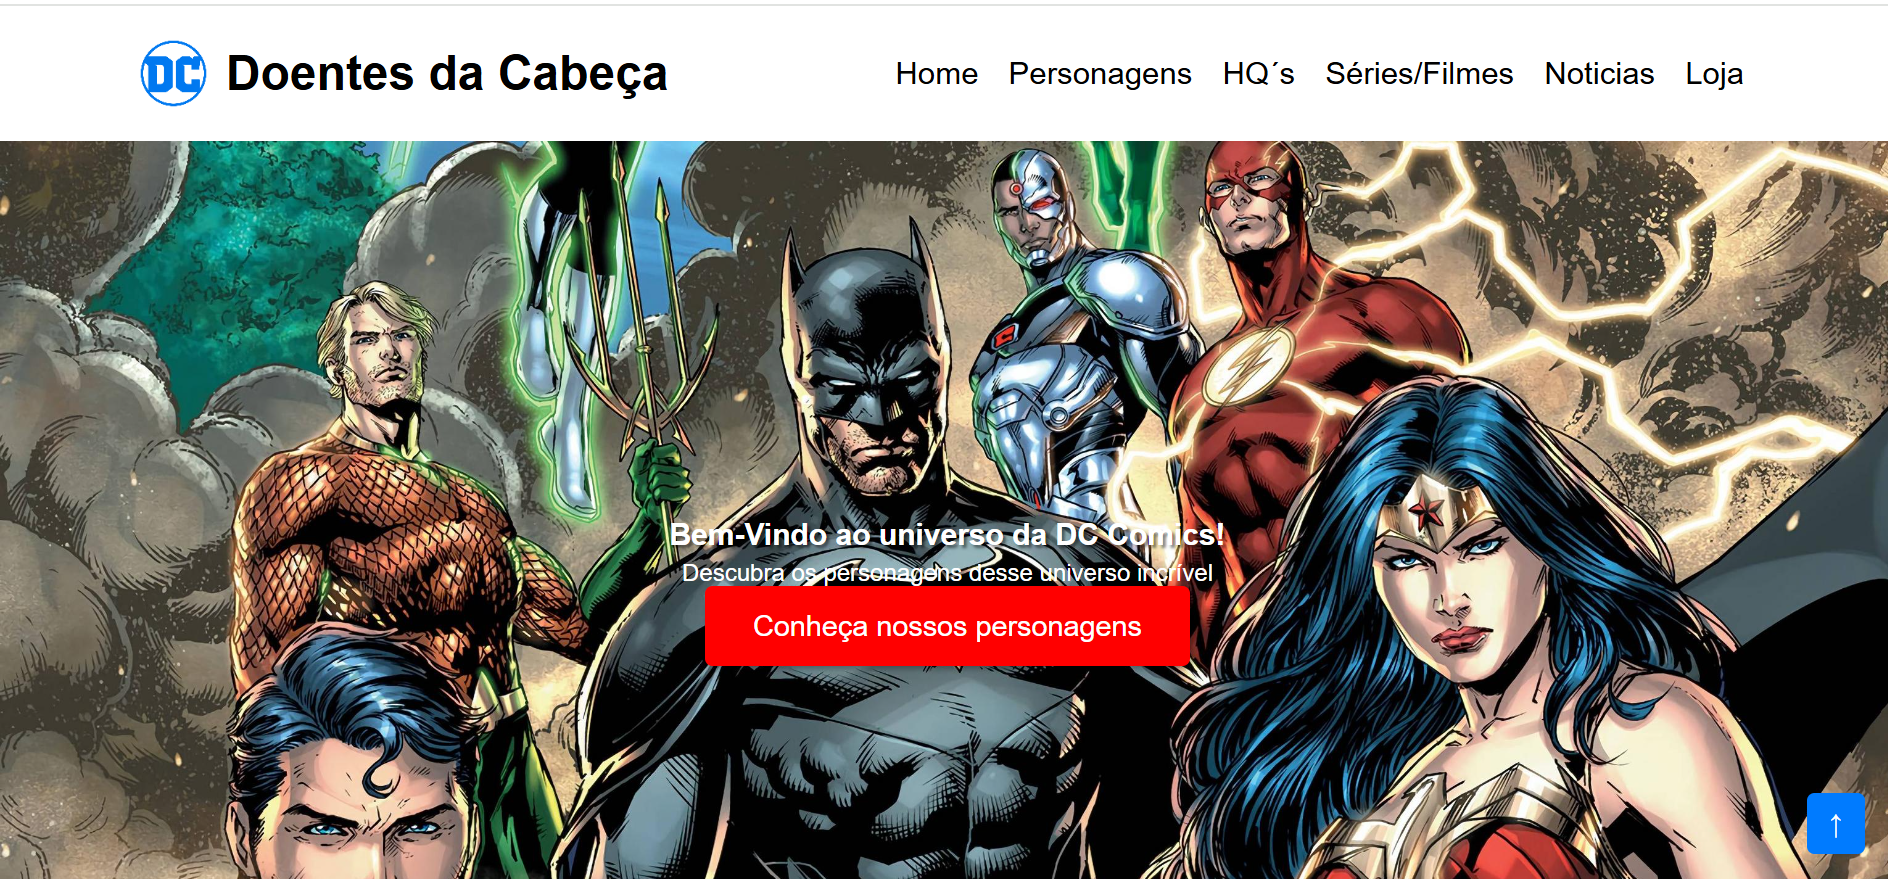 DC Doentes da Cabeça
Home Personagens HQ´s Séries/Filmes Noticias Loja
Bem-Vindo ao universo da DC Comics!
Descubra os personagens desse universo incrível
Conheça nossos personagens
↑